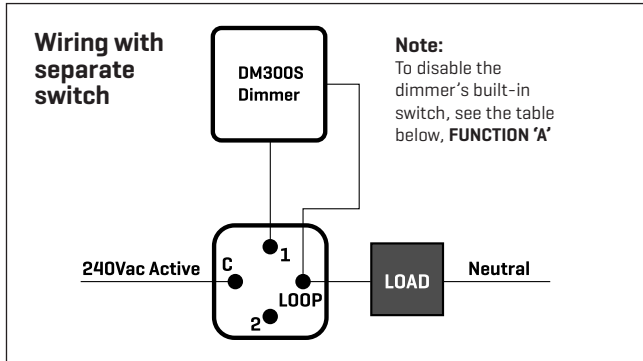 Wiring with
separate
switch
DM300S
Dimmer
Note:
To disable the
dimmer's built-in
switch, see the table
below, FUNCTION 'A'
240Vac Active
C
1
LOOP
2
LOAD
Neutral